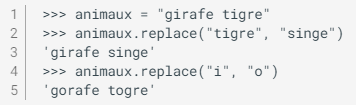 1 >>> animaux = "girafe tigre"
2 >>> animaux.replace("tigre", "singe")
3 'girafe singe'
4 >>> animaux.replace("i", "o")
5 'gorafe togre'